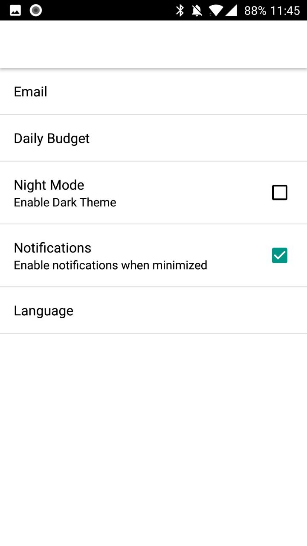 88% 11:45
Email
Daily Budget
Night Mode
Enable Dark Theme
Notifications
Enable notifications when minimized
Language